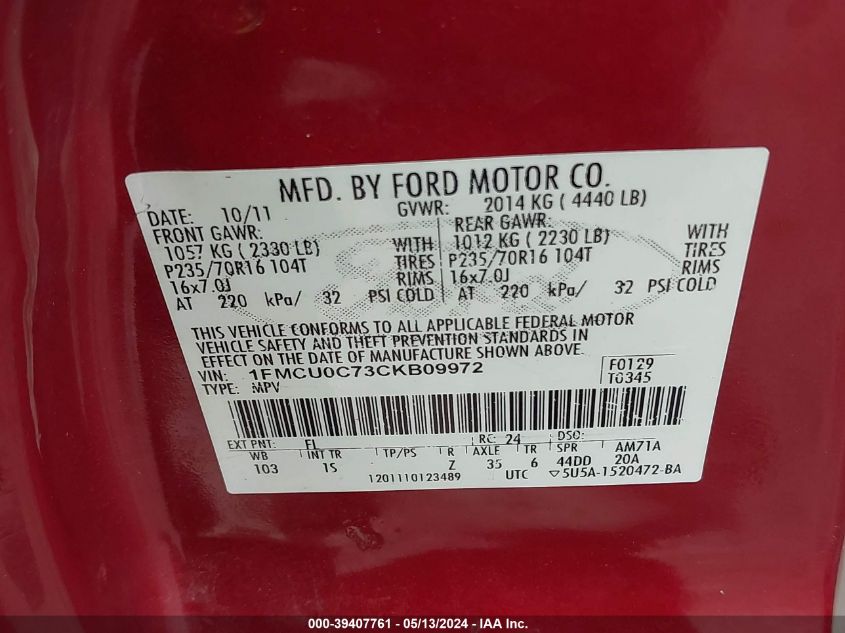 MFD. BY FORD MOTOR CO.
DATE: 10/11 GVWR: 2014 KG ( 4440 LB)
FRONT GAWR: REAR GAWR:
1057 KG ( 2330 LB) WITH 1012 KG ( 2230 LB) WITH
P235/70R16 104T TIRES P235/70R16 104T TIRES
16x7.0J RIMS 16x7.0J RIMS
AT 220 kPa/ 32 PSI COLD AT 220 kPa/ 32 PSI COLD
THIS VEHICLE CONFORMS TO ALL APPLICABLE FEDERAL MOTOR
VEHICLE SAFETY AND THEFT PREVENTION STANDARDS IN
EFFECT ON THE DATE OF MANUFACTURE SHOWN ABOVE.
VIN: 1FMCU0C73CKB09972 F0129
TYPE: MPV T0345
EXT PNT: FL RC: 24 DSO:
WB INT TR TP/PS R AXLE TR SPR AM71A
103 1S Z 35 6 44DD 20A
1201110123489 UTC ▽5U5A-1520472-BA
000-39407761 - 05/13/2024 - IAA Inc.